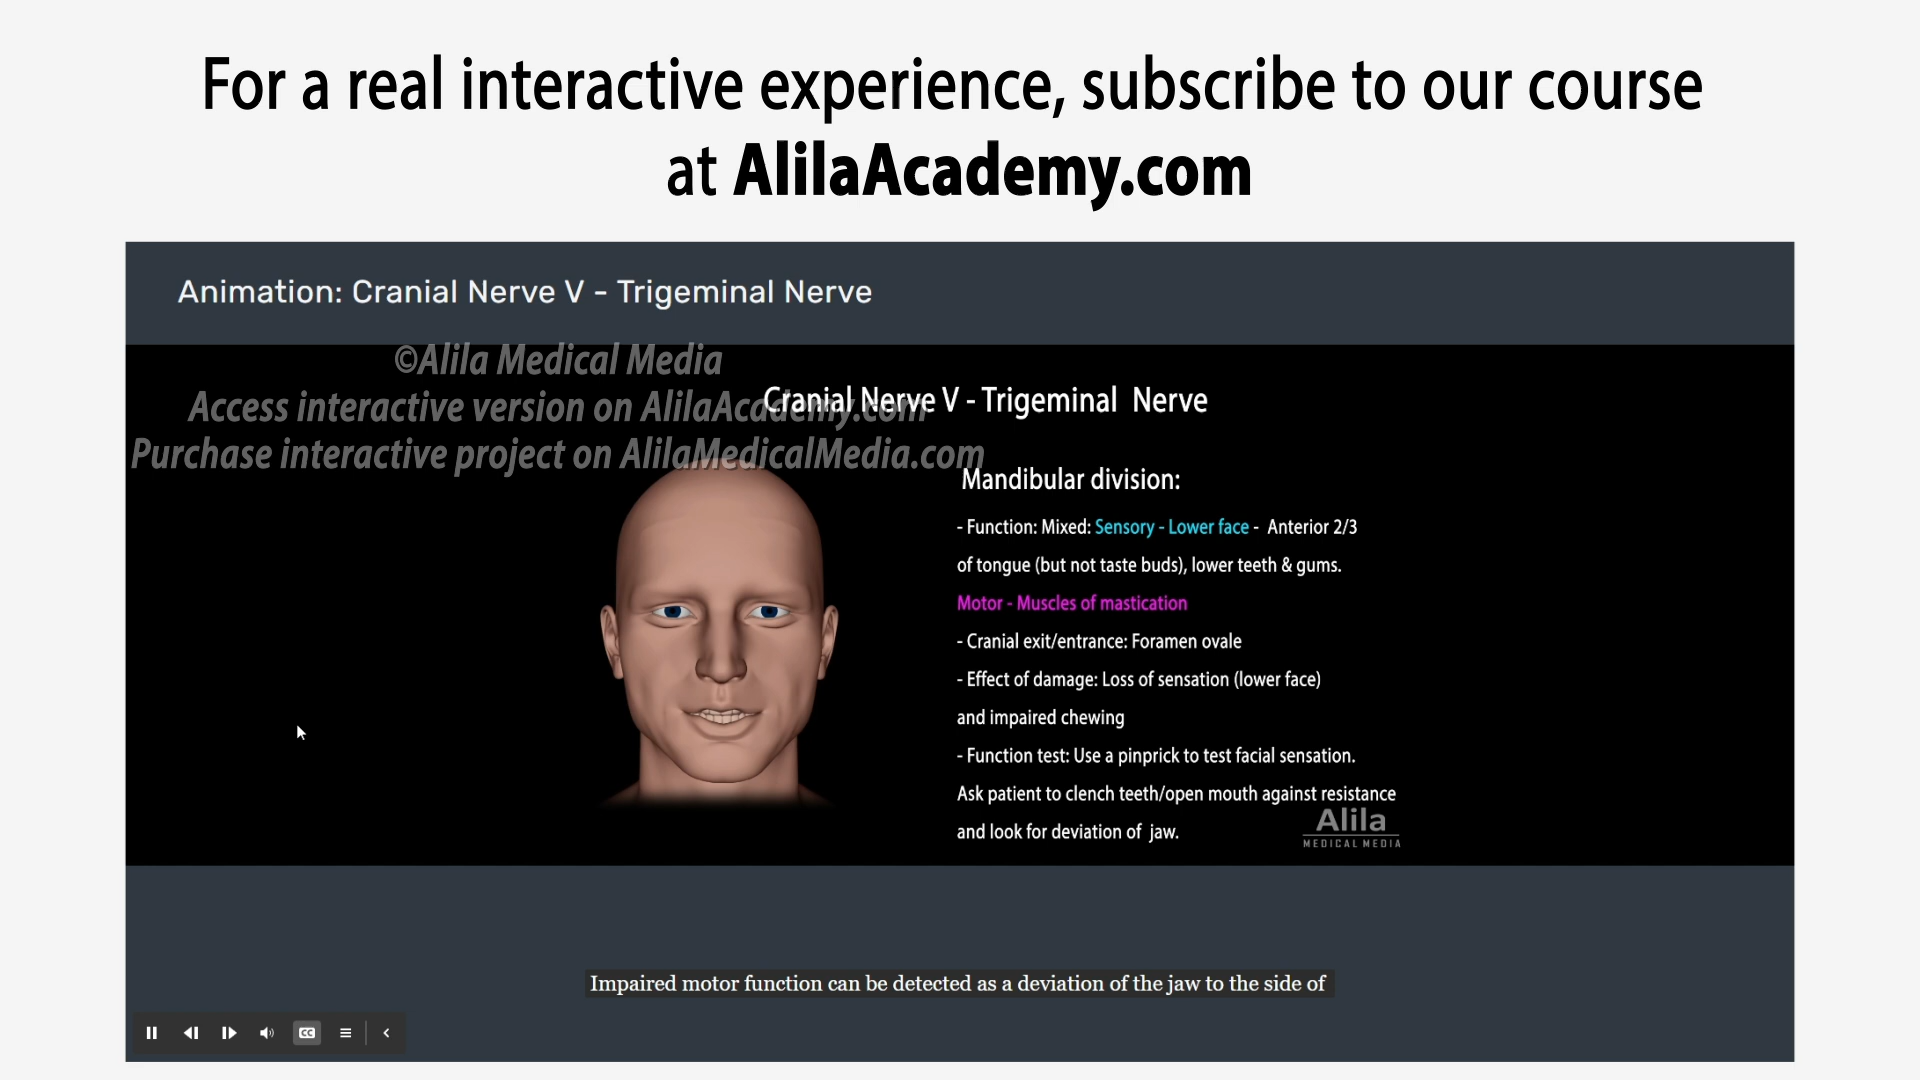 For a real interactive experience, subscribe to our course
at AlilaAcademy.com
Animation: Cranial Nerve V - Trigeminal Nerve
©Alila Medical Media
Access interactive version on AlilaAcademy.com
Purchase interactive project on AlilaMedicalMedia.com
Cranial Nerve V - Trigeminal Nerve
Mandibular division:
- Function: Mixed: Sensory - Lower face - Anterior 2/3
of tongue (but not taste buds), lower teeth & gums.
Motor - Muscles of mastication
- Cranial exit/entrance: Foramen ovale
- Effect of damage: Loss of sensation (lower face)
and impaired chewing
- Function test: Use a pinprick to test facial sensation.
Ask patient to clench teeth/open mouth against resistance
and look for deviation of jaw.
Alila
MEDICAL MEDIA
Impaired motor function can be detected as a deviation of the jaw to the side of
CC